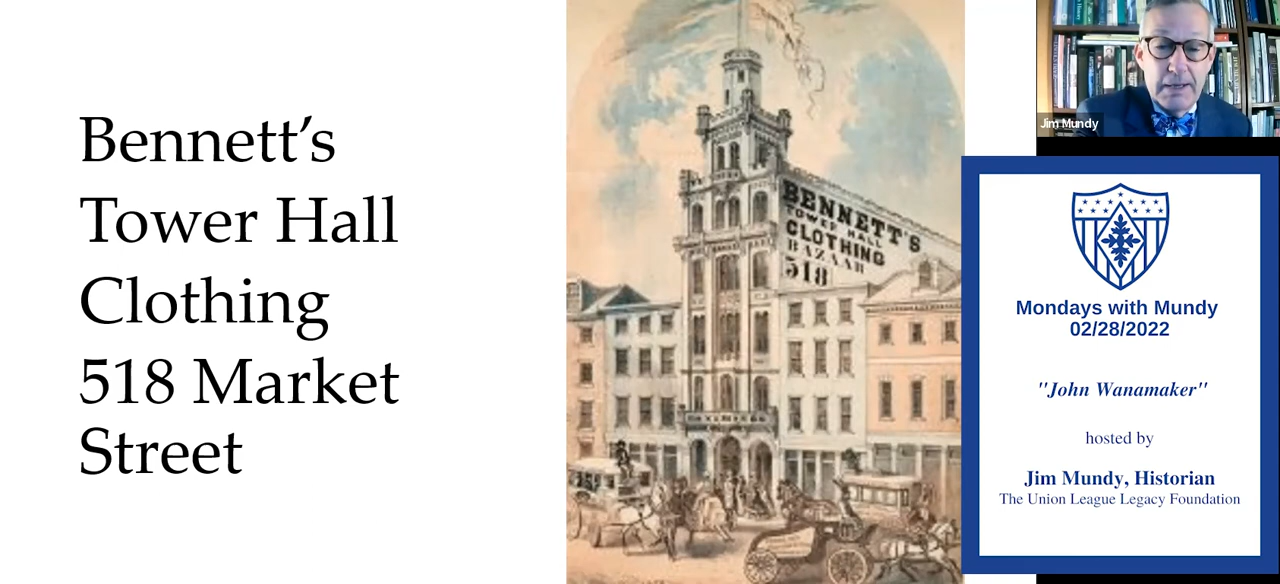 Bennett’s
Tower Hall
Clothing
518 Market
Street
BENNETT'S
TOWER HALL
CLOTHING
BAZAAR
518
Jim Mundy
Mondays with Mundy
02/28/2022
"John Wanamaker"
hosted by
Jim Mundy, Historian
The Union League Legacy Foundation